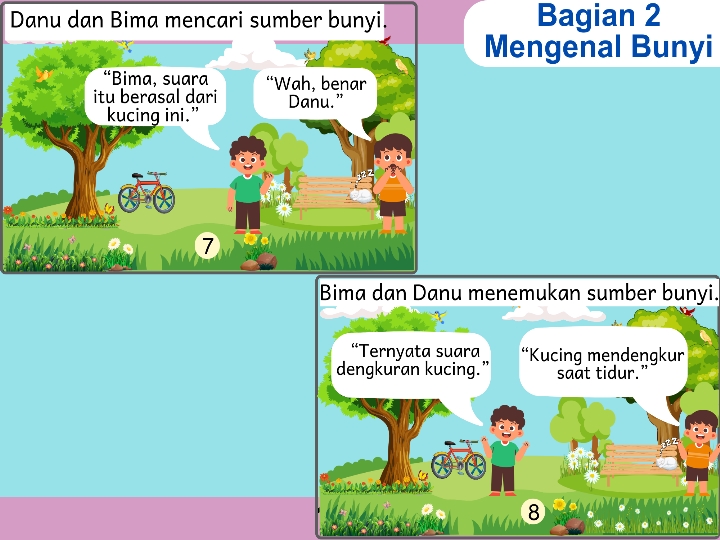 Bagian 2
Mengenal Bunyi
Danu dan Bima mencari sumber bunyi.
“Bima, suara
itu berasal dari
kucing ini.”
“Wah, benar
Danu.”
zzz
7
Bima dan Danu menemukan sumber bunyi.
“Ternyata suara
dengkuran kucing.”
“Kucing mendengkur
saat tidur.”
zzz
8